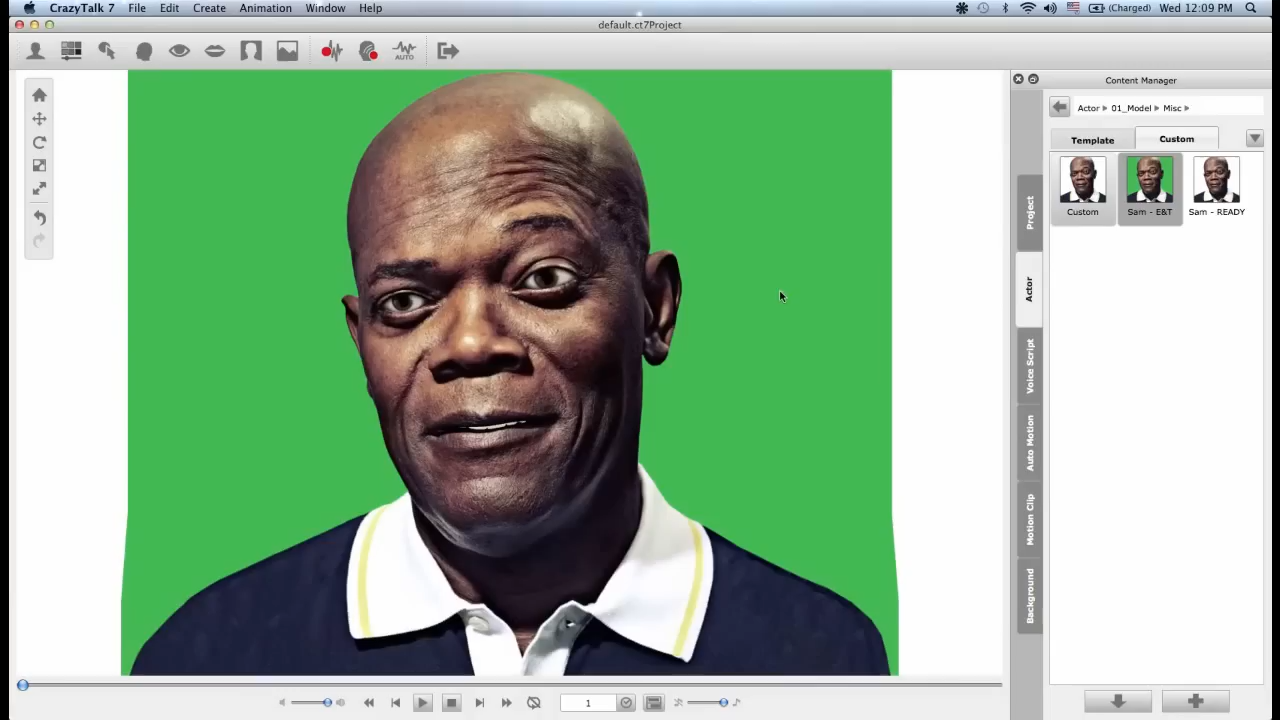 CrazyTalk 7 File Edit Create Animation Window Help
(Charged) Wed 12:09 PM
default.ct7Project
AUTO
Content Manager
Actor 01_Model Misc
Template Custom
Custom Sam - E&T Sam - READY
Project
Actor
Voice Script
Auto Motion
Motion Clip
Background
1